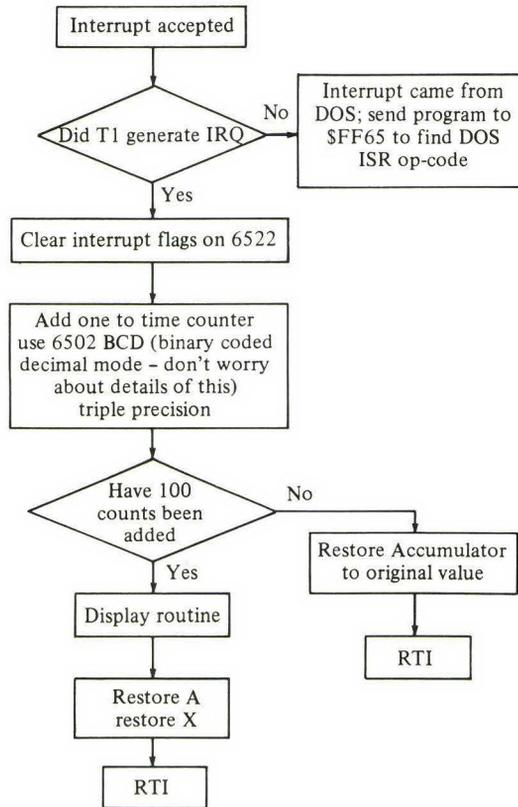 Interrupt accepted
Did T1 generate IRQ
No
Interrupt came from
DOS; send program to
$FF65 to find DOS
ISR op-code
Yes
Clear interrupt flags on 6522
Add one to time counter
use 6502 BCD (binary coded
decimal mode – don't worry
about details of this)
triple precision
Have 100
counts been
added
No
Restore Accumulator
to original value
RTI
Yes
Display routine
Restore A
restore X
RTI